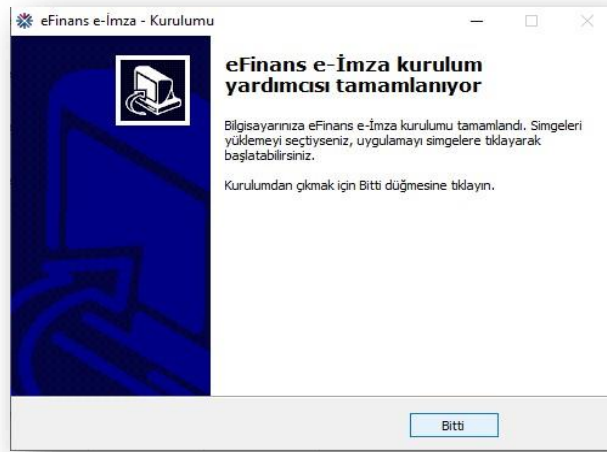 eFinans e-İmza - Kurulumu
eFinans e-İmza kurulum
yardımcısı tamamlanıyor
Bilgisayarınıza eFinans e-İmza kurulumu tamamlandı. Simgeleri
yüklemeyi seçtiyseniz, uygulamayı simgelere tıklayarak
başlatabilirsiniz.
Kurulumdan çıkmak için Bitti düğmesine tıklayın.
Bitti